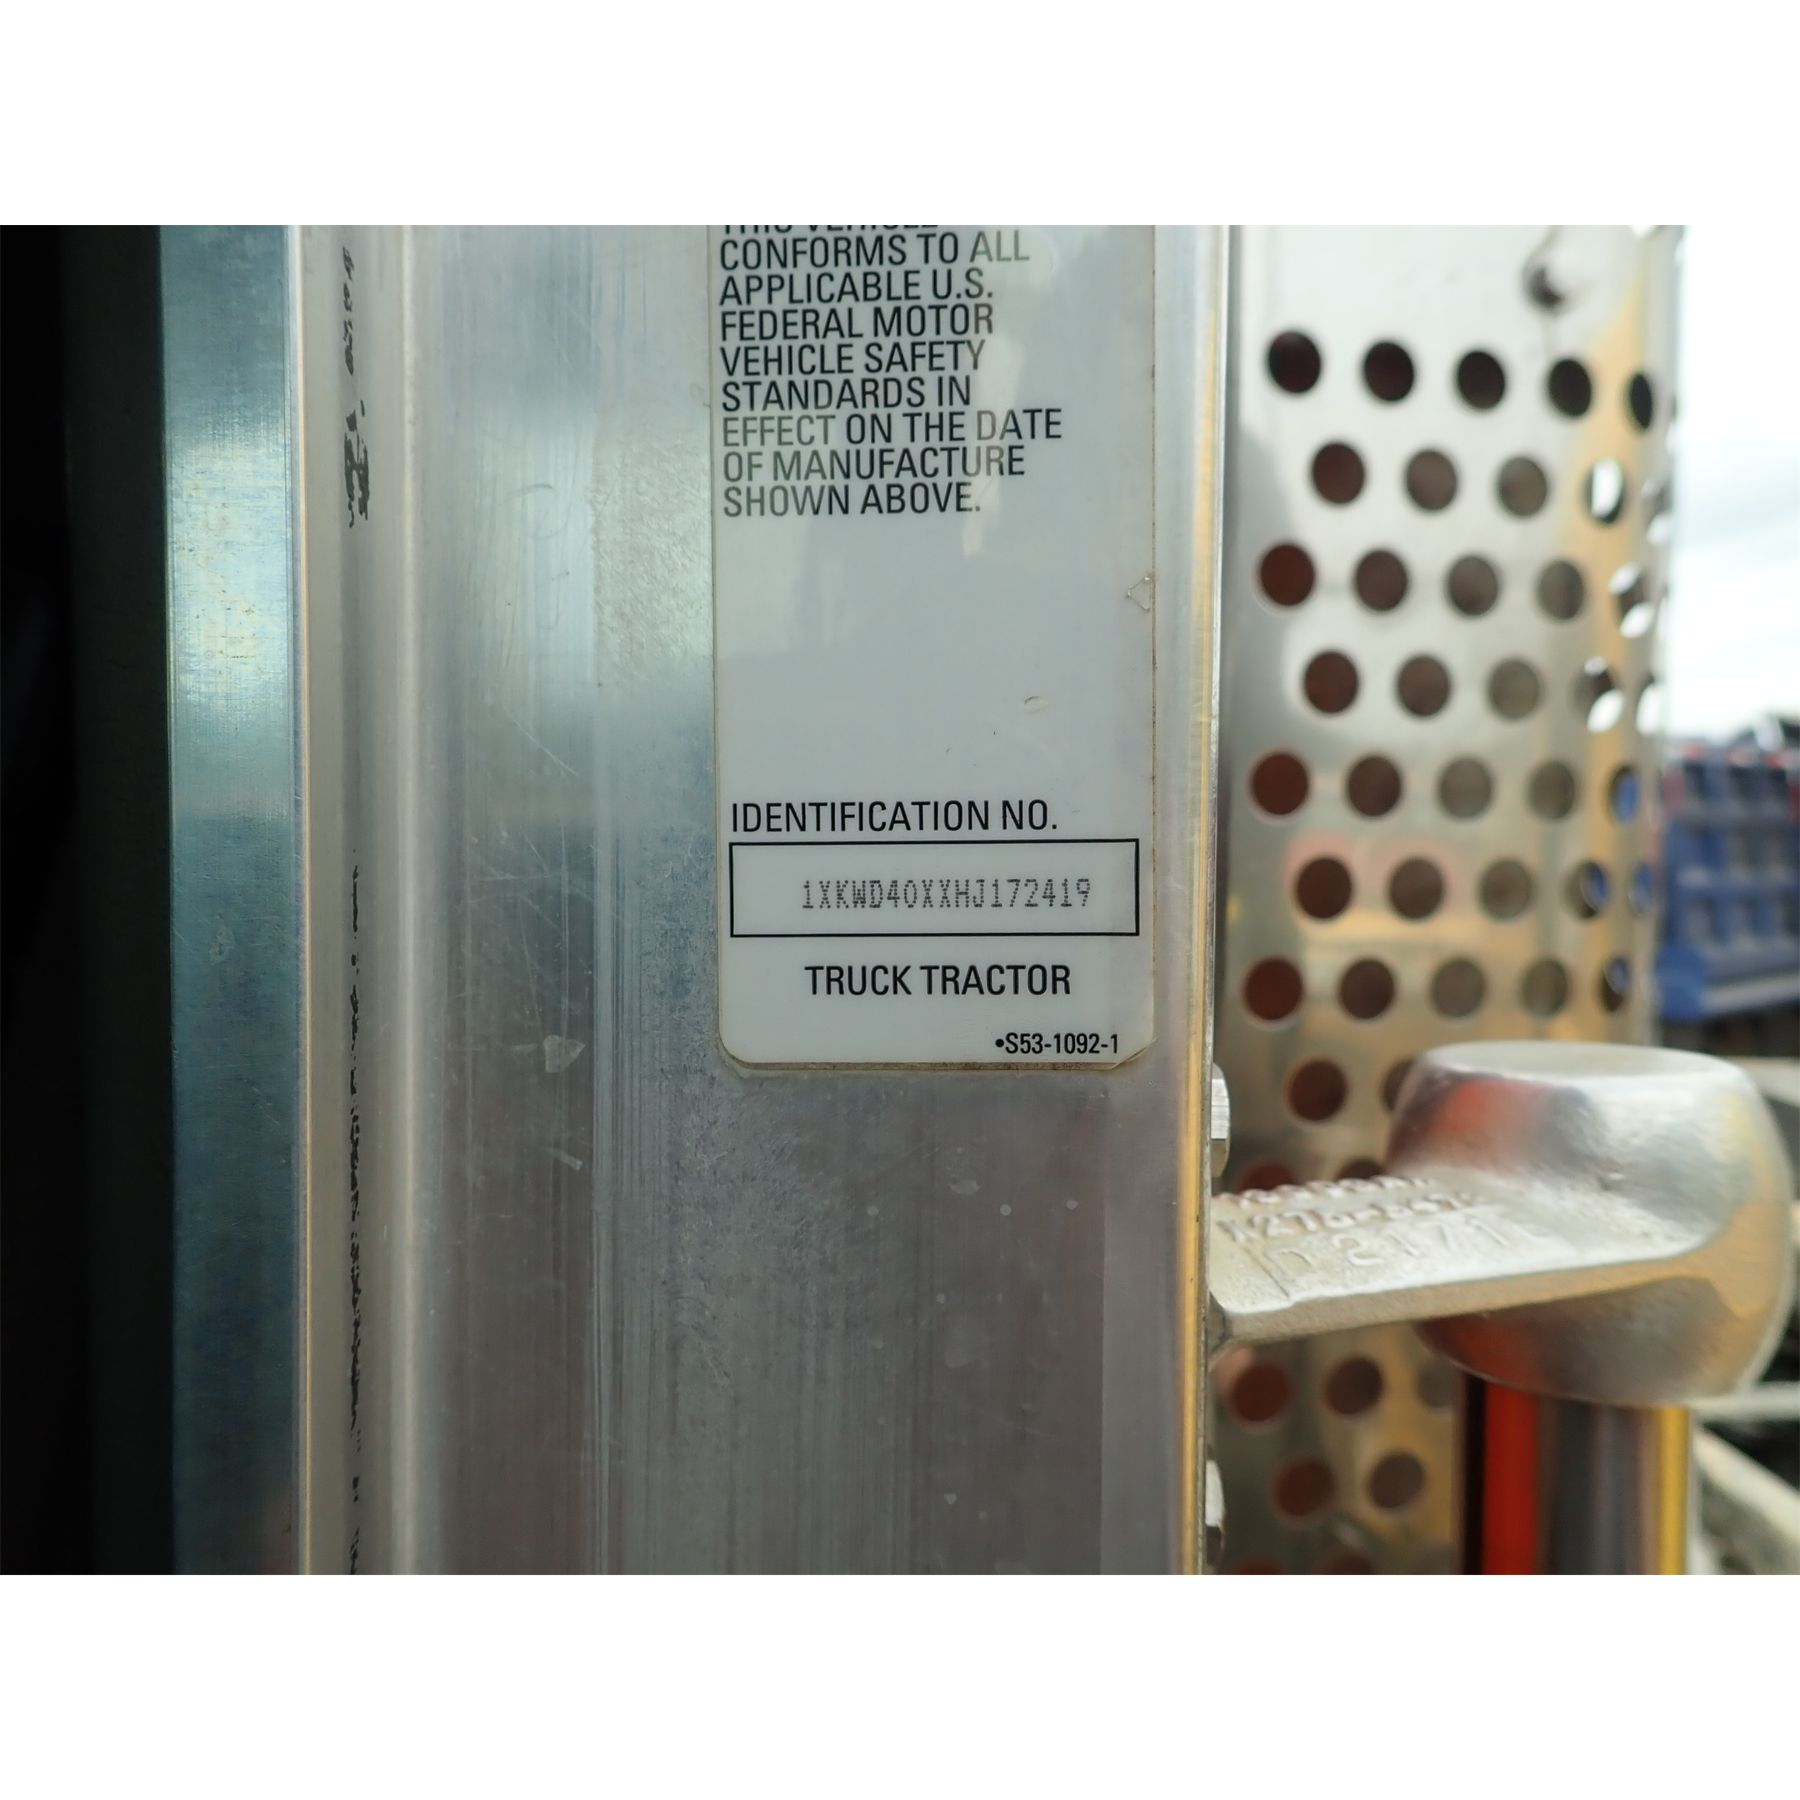 CONFORMS TO ALL
APPLICABLE U.S.
FEDERAL MOTOR
VEHICLE SAFETY
STANDARDS IN
EFFECT ON THE DATE
OF MANUFACTURE
SHOWN ABOVE.
IDENTIFICATION NO.
1XKWD40XXHJ172419
TRUCK TRACTOR
•S53-1092-1